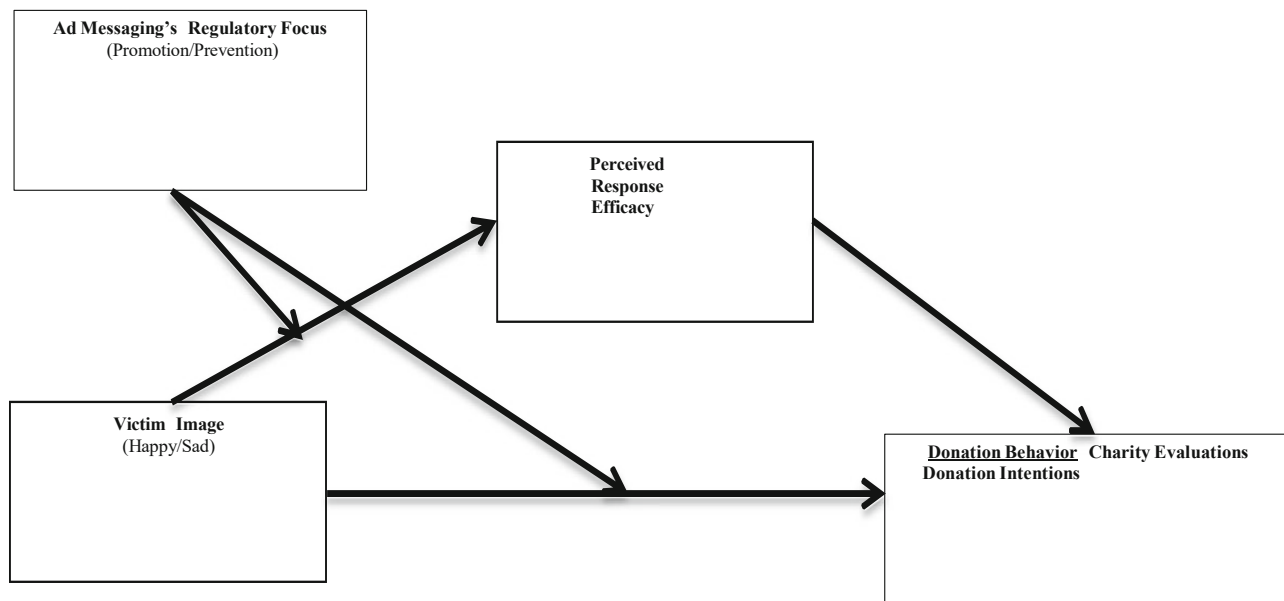 Ad Messaging’s Regulatory Focus
(Promotion/Prevention)
Perceived
Response
Efficacy
Victim Image
(Happy/Sad)
Donation Behavior Charity Evaluations
Donation Intentions